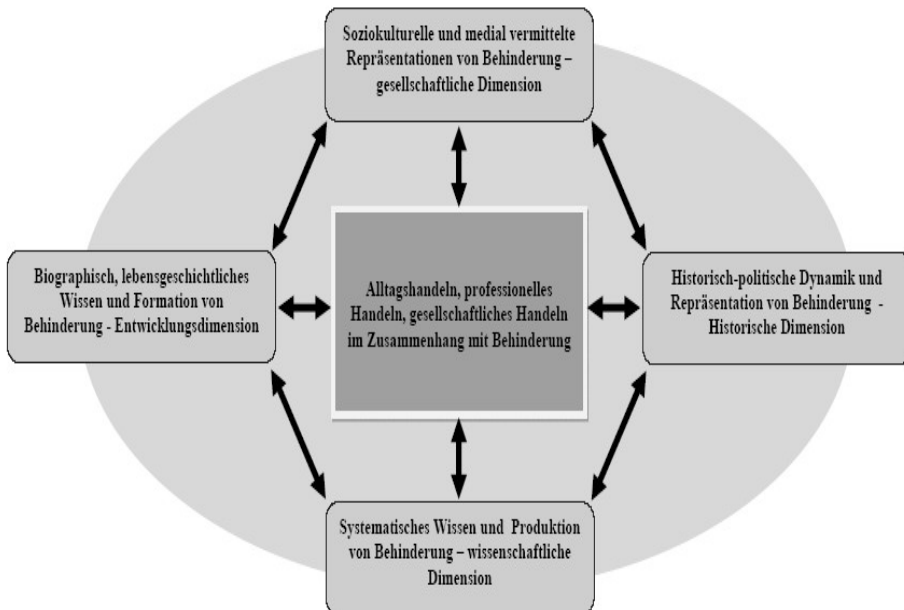 Soziokulturelle und medial vermittelte
Repräsentationen von Behinderung –
gesellschaftliche Dimension
Biographisch, lebensgeschichtliches
Wissen und Formation von
Behinderung - Entwicklungsdimension
Alltagshandeln, professionelles
Handeln, gesellschaftliches Handeln
im Zusammenhang mit Behinderung
Historisch-politische Dynamik und
Repräsentation von Behinderung -
Historische Dimension
Systematisches Wissen und Produktion
von Behinderung – wissenschaftliche
Dimension